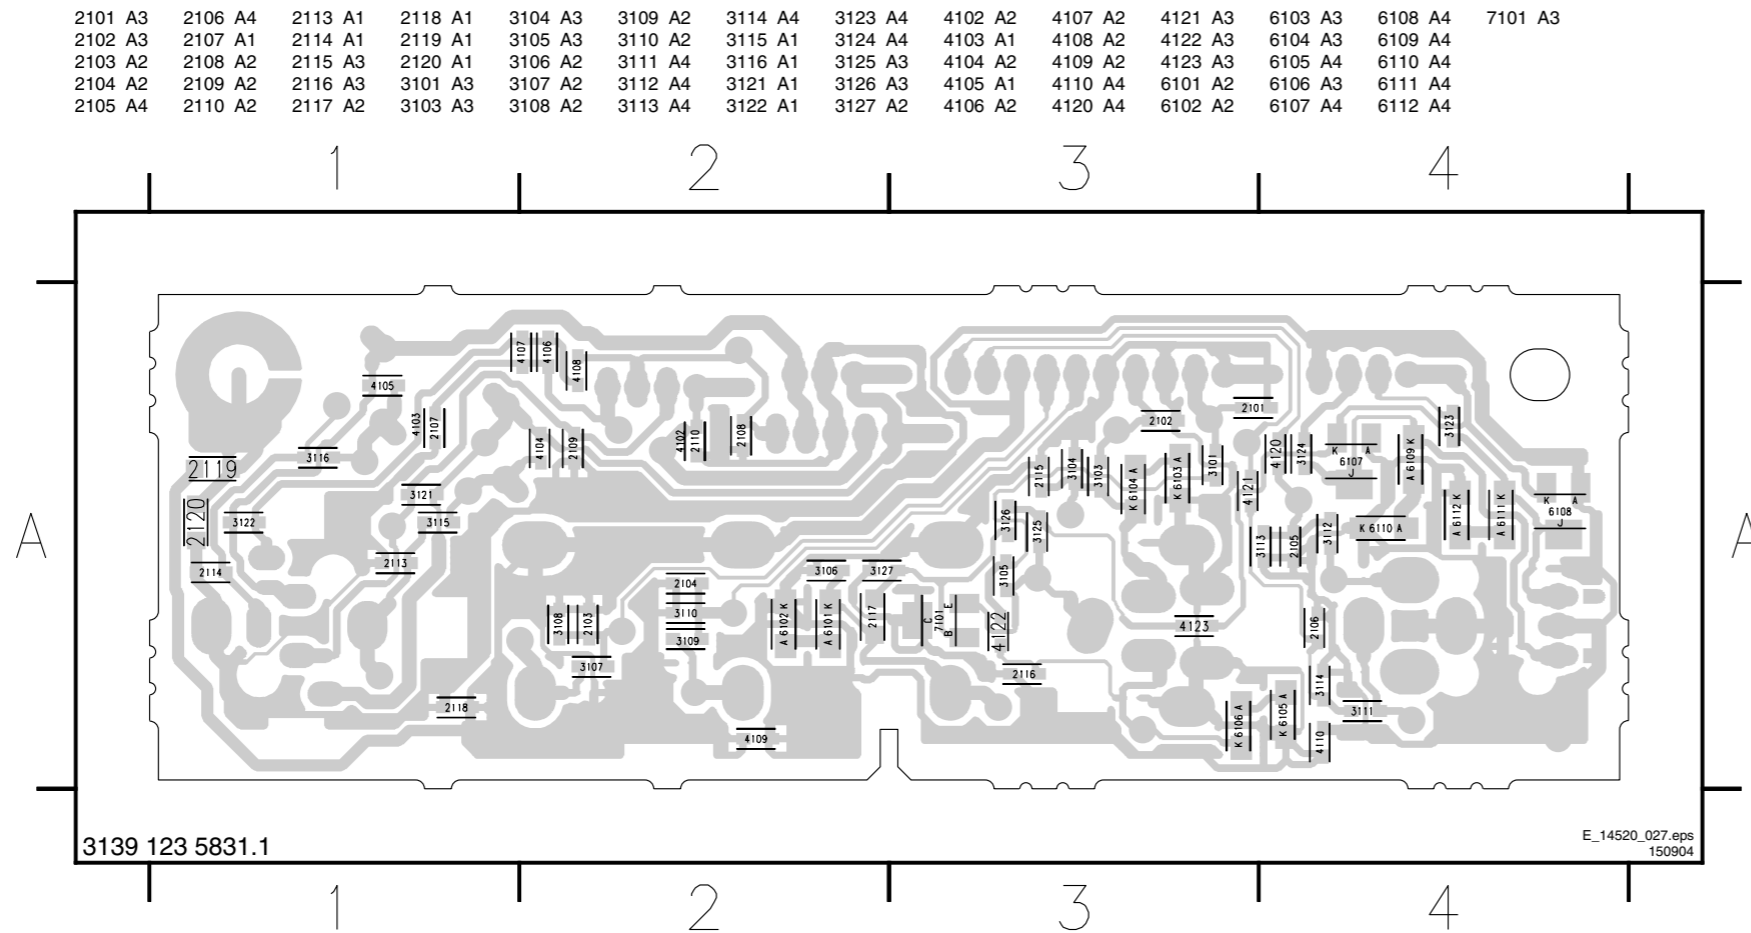 2101 A3 2106 A4 2113 A1 2118 A1 3104 A3 3109 A2 3114 A4 3123 A4 4102 A2 4107 A2 4121 A3 6103 A3 6108 A4 7101 A3
2102 A3 2107 A1 2114 A1 2119 A1 3105 A3 3110 A2 3115 A1 3124 A4 4103 A1 4108 A2 4122 A3 6104 A3 6109 A4
2103 A2 2108 A2 2115 A3 2120 A1 3106 A2 3111 A4 3116 A1 3125 A3 4104 A2 4109 A2 4123 A3 6105 A4 6110 A4
2104 A2 2109 A2 2116 A3 3101 A3 3107 A2 3112 A4 3121 A1 3126 A3 4105 A1 4110 A4 6101 A2 6106 A3 6111 A4
2105 A4 2110 A2 2117 A2 3103 A3 3108 A2 3113 A4 3122 A1 3127 A2 4106 A2 4120 A4 6102 A2 6107 A4 6112 A4
1 2 3 4
4107 4106 4108
4105 2101
4103 2107 4104 2109 4102 2110 2108 2102 3123
3116 2119 4120 3124 K A 6107 J A 6109 K
2115 3104 3103 K 6104 A K 6103 A 3101 4121
3121 2120 3122 3115 3126 3125 3113 2105 3112 K 6110 A A 6112 K A 6111 K K A 6108 J
A A
2113 2114 3106 3127 3105
2104
3110
3109
3108 2103 A 6102 K A 6101 K 2117 C 7101 B E 4122 4123 2106
3107 2116 3114
2118 3111
4109 K 6106 A K 6105 A 4110
3139 123 5831.1
E_14520_027.eps
150904
1 2 3 4